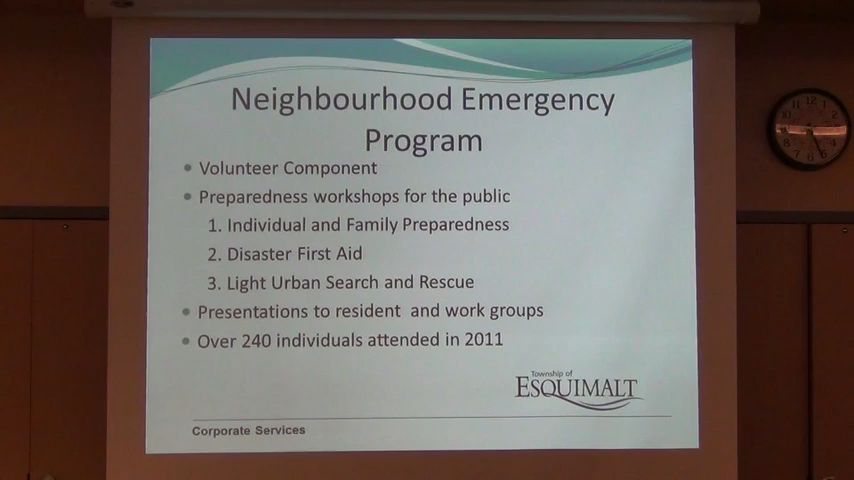 Neighbourhood Emergency
Program
• Volunteer Component
• Preparedness workshops for the public
1. Individual and Family Preparedness
2. Disaster First Aid
3. Light Urban Search and Rescue
• Presentations to resident and work groups
• Over 240 individuals attended in 2011
Township of
ESQUIMALT
Corporate Services